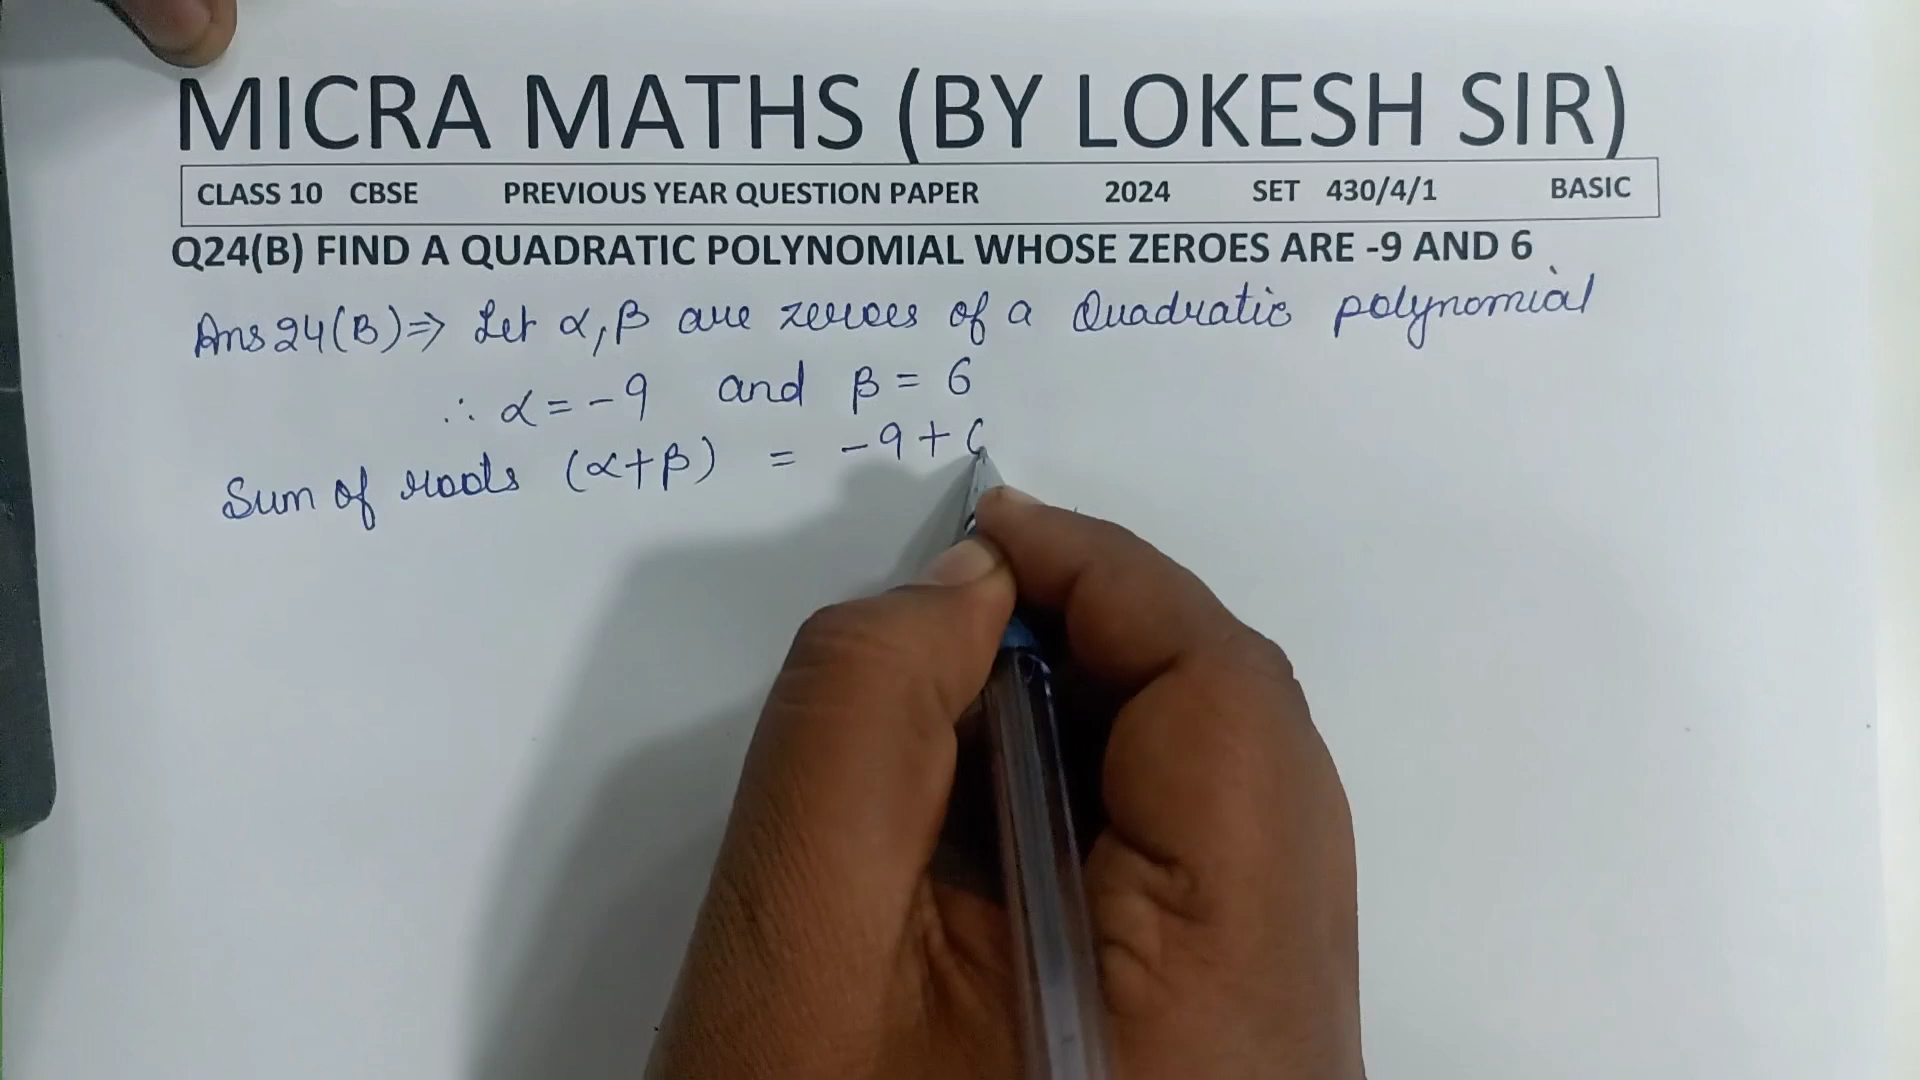 MICRA MATHS (BY LOKESH SIR)
CLASS 10 CBSE PREVIOUS YEAR QUESTION PAPER 2024 SET 430/4/1 BASIC
Q24(B) FIND A QUADRATIC POLYNOMIAL WHOSE ZEROES ARE -9 AND 6
Ans 24(B)⇒ Let α, β are zeroes of a Quadratic polynomial
∴ α = -9 and β = 6
Sum of roots (α+β) = -9+6